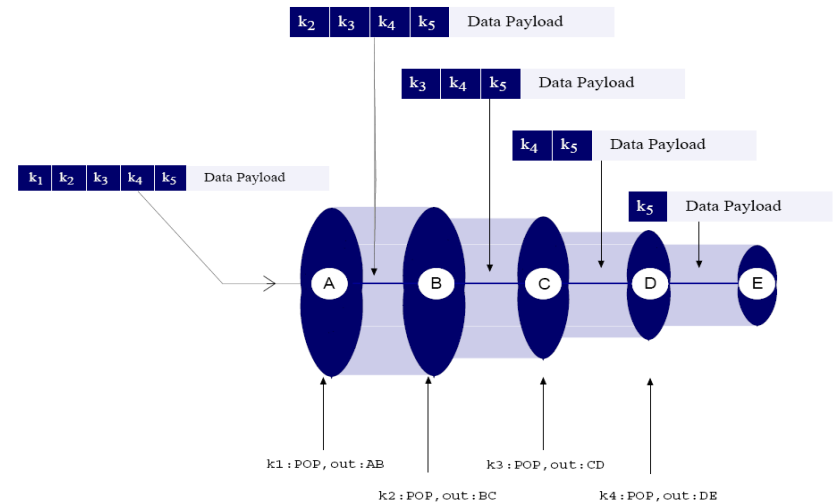 k2 k3 k4 k5 Data Payload
k3 k4 k5 Data Payload
k4 k5 Data Payload
k1 k2 k3 k4 k5 Data Payload
k5 Data Payload
A B C D E
k1:POP,out:AB
k3:POP,out:CD
k2:POP,out:BC
k4:POP,out:DE